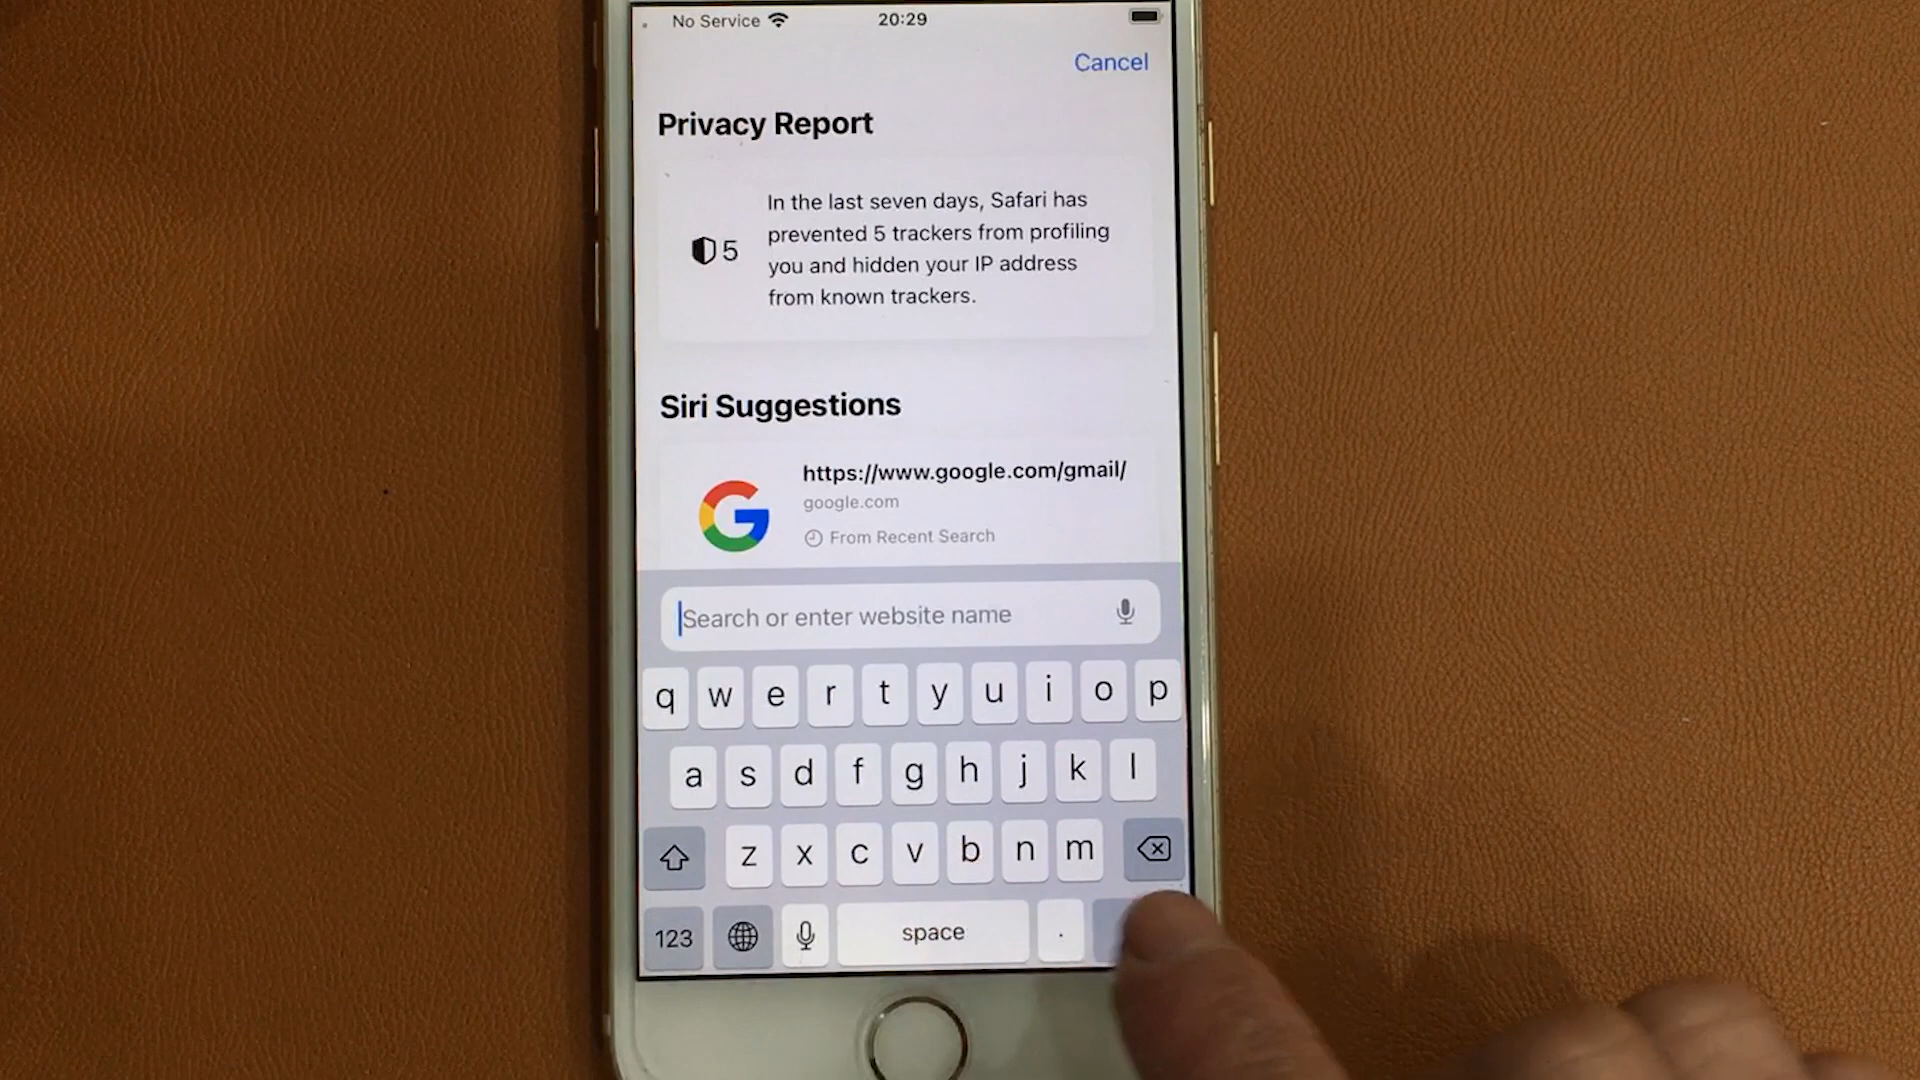 No Service 20:29
Cancel
Privacy Report
5
In the last seven days, Safari has
prevented 5 trackers from profiling
you and hidden your IP address
from known trackers.
Siri Suggestions
https://www.google.com/gmail/
google.com
From Recent Search
Search or enter website name
q w e r t y u i o p
a s d f g h j k l
z x c v b n m
123 space .